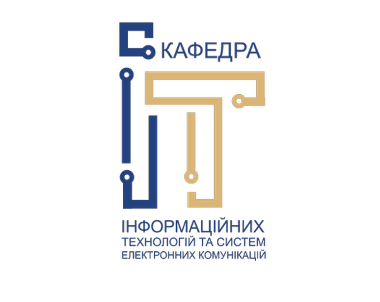 КАФЕДРА
ІНФОРМАЦІЙНИХ
ТЕХНОЛОГІЙ ТА СИСТЕМ
ЕЛЕКТРОННИХ КОМУНІКАЦІЙ